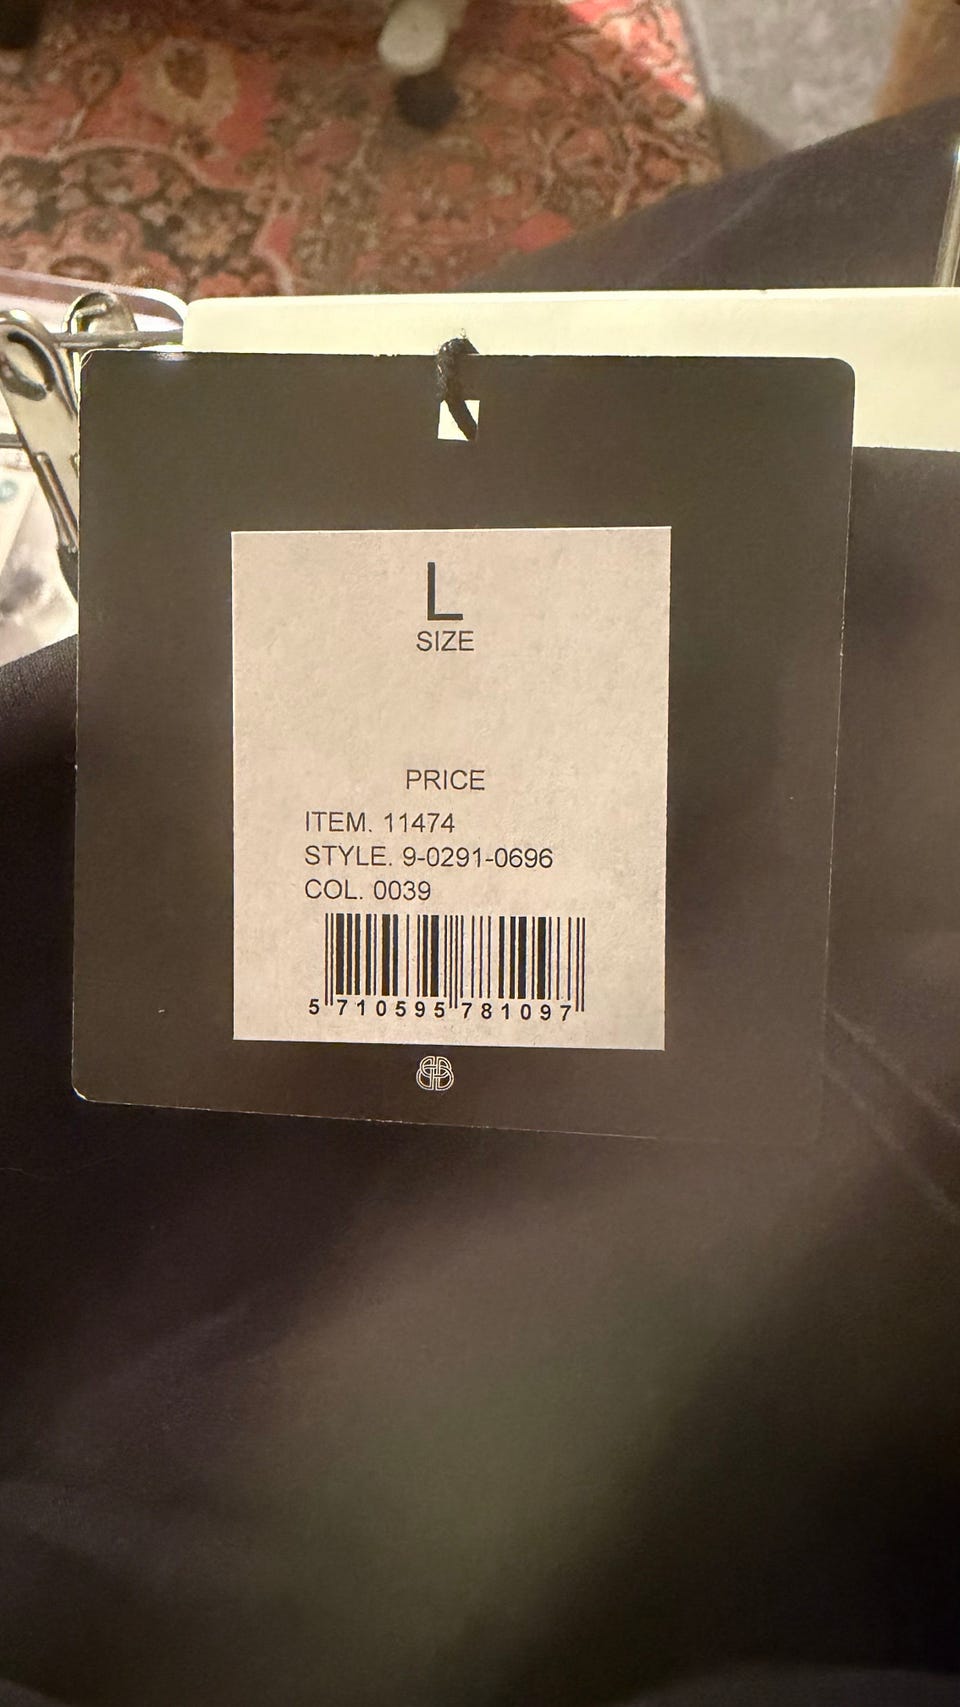 L
SIZE
PRICE
ITEM. 11474
STYLE. 9-0291-0696
COL. 0039
5 710595 781097